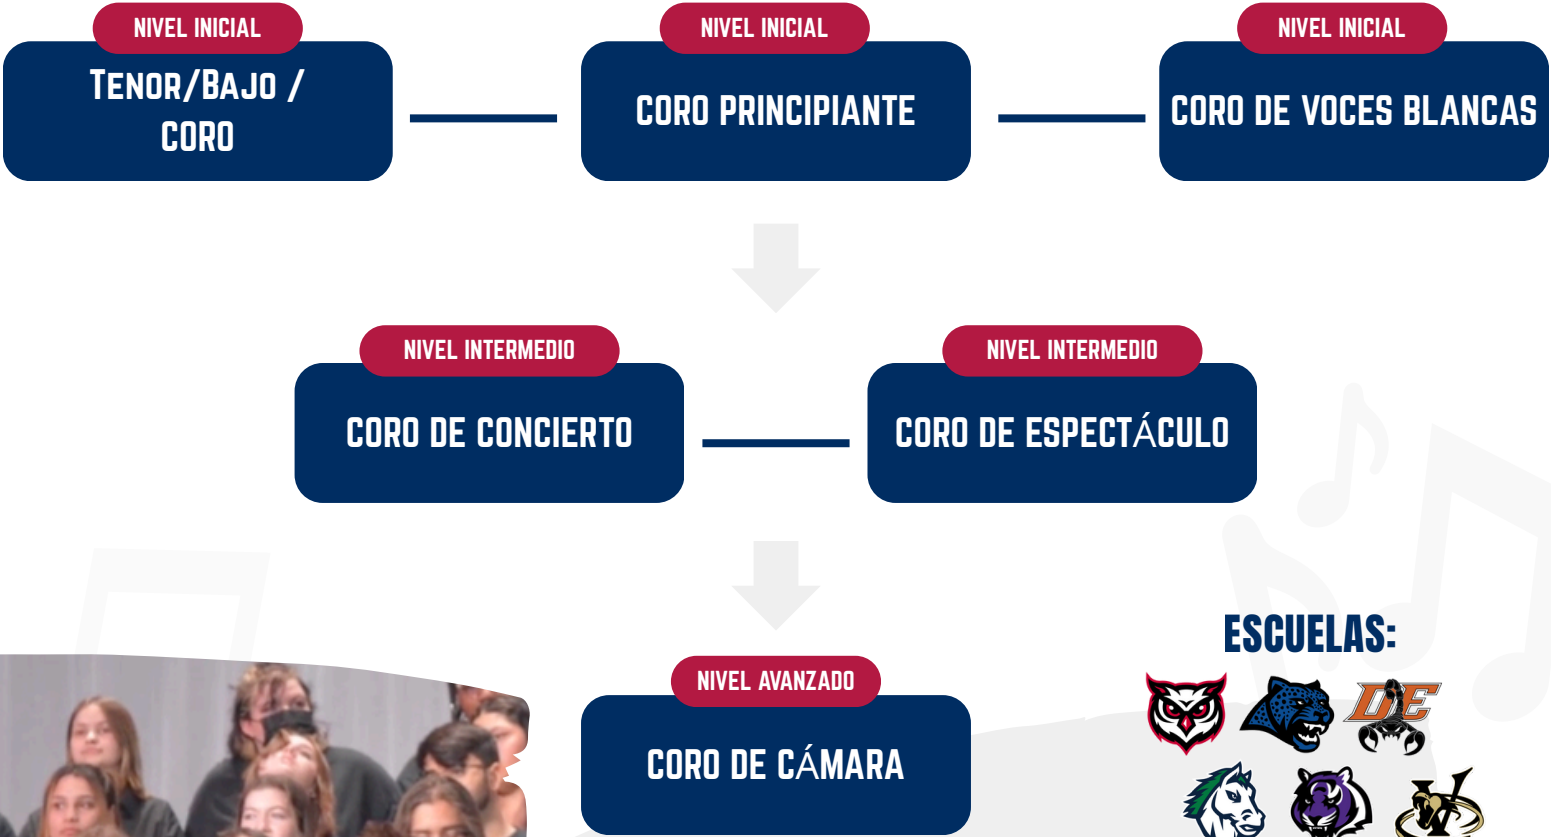 NIVEL INICIAL
TENOR/BAJO /
CORO
NIVEL INICIAL
CORO PRINCIPIANTE
NIVEL INICIAL
CORO DE VOCES BLANCAS
NIVEL INTERMEDIO
CORO DE CONCIERTO
NIVEL INTERMEDIO
CORO DE ESPECTÁCULO
NIVEL AVANZADO
CORO DE CÁMARA
ESCUELAS:
DE
V